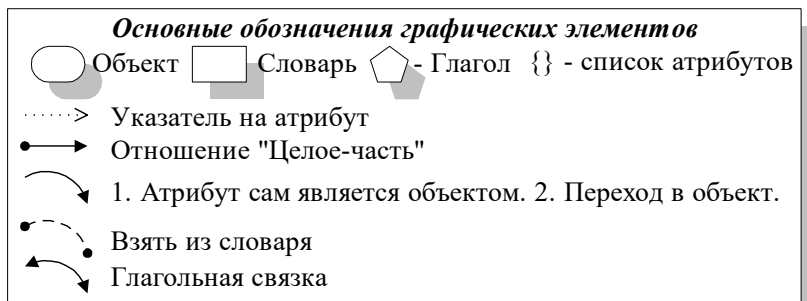 Основные обозначения графических элементов
Объект Словарь - Глагол {} - список атрибутов
Указатель на атрибут
Отношение "Целое-часть"
1. Атрибут сам является объектом. 2. Переход в объект.
Взять из словаря
Глагольная связка